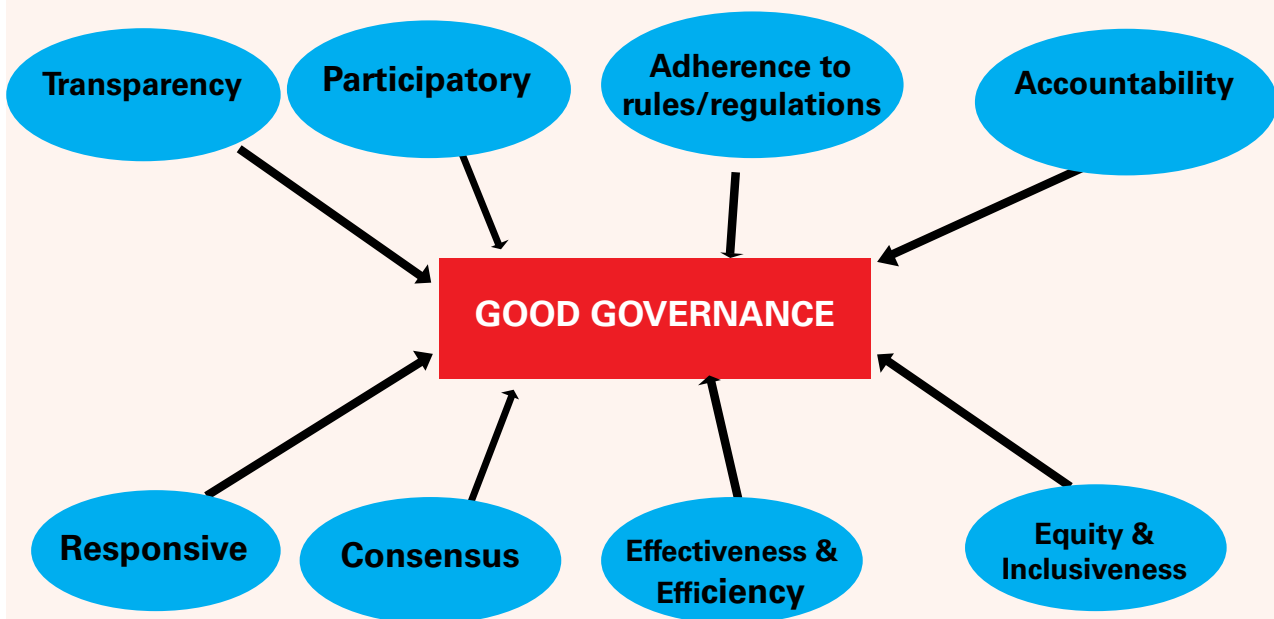 Transparency
Participatory
Adherence to
rules/regulations
Accountability
GOOD GOVERNANCE
Responsive
Consensus
Effectiveness &
Efficiency
Equity &
Inclusiveness